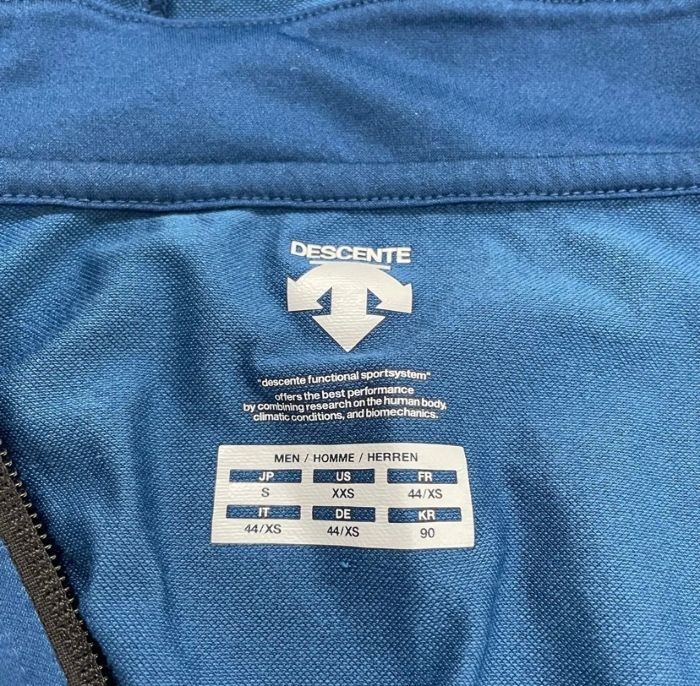 DESCENTE
"descente functional sportsystem"
offers the best performance
by combining research on the human body,
climatic conditions, and biomechanics.
MEN / HOMME / HERREN
JP US FR
S XXS 44/XS
IT DE KR
44/XS 44/XS 90